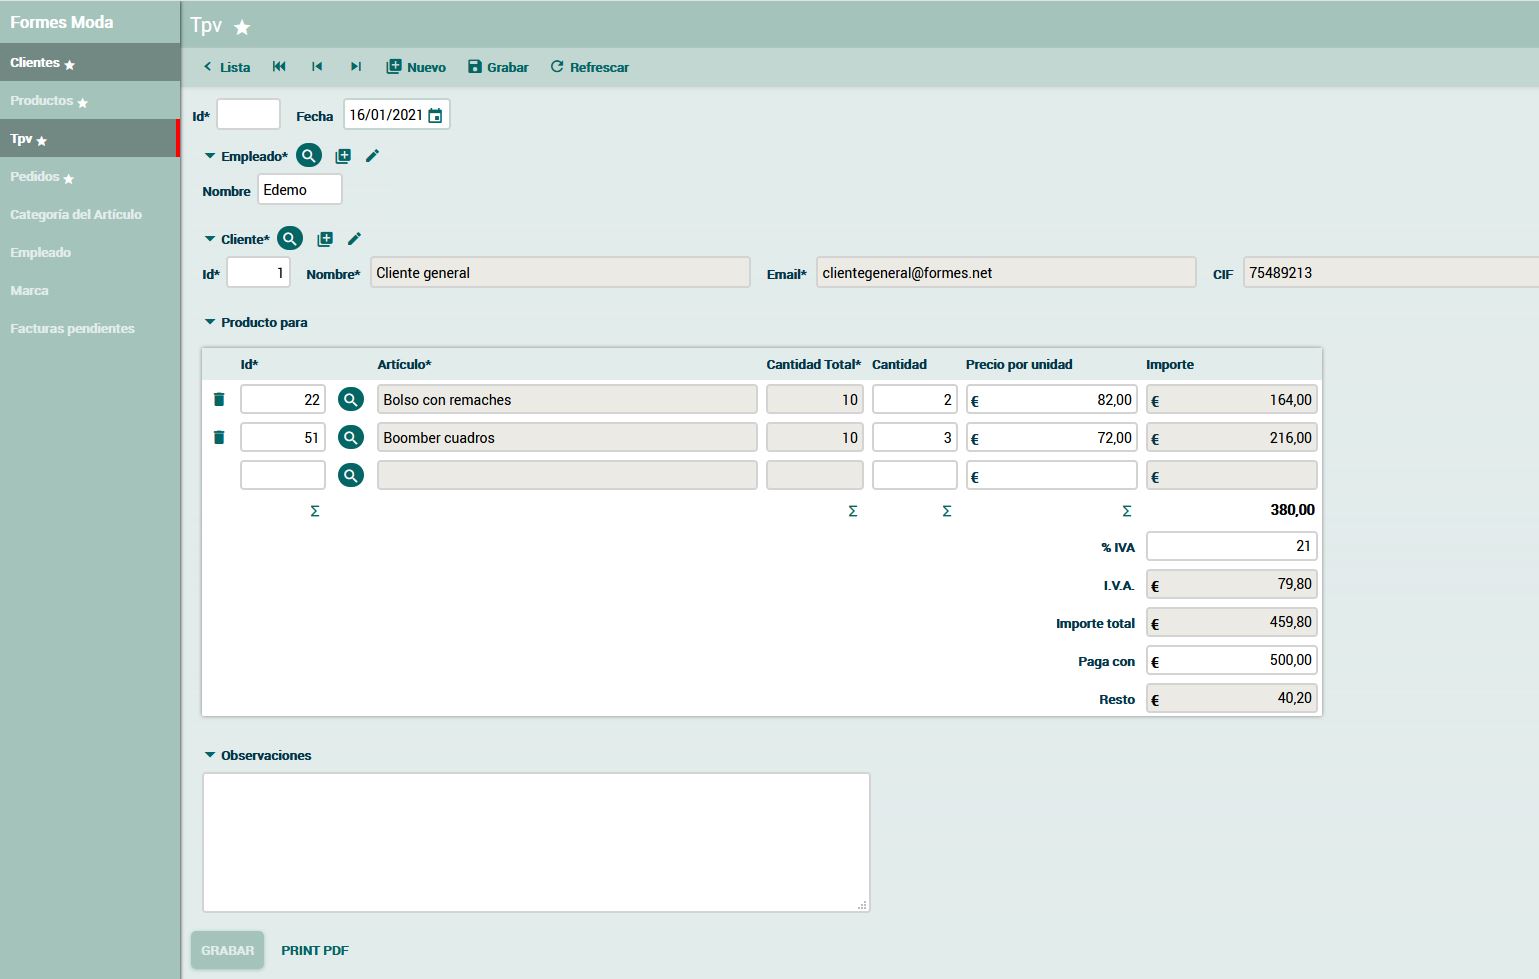 Formes Moda
Clientes
Productos
Tpv
Pedidos
Categoría del Artículo
Empleado
Marca
Facturas pendientes
Tpv
Lista Nuevo Grabar Refrescar
Id* Fecha 16/01/2021
Empleado*
Nombre Edemo
Cliente*
Id* 1 Nombre* Cliente general Email* clientegeneral@formes.net CIF 75489213
Producto para
Id* Artículo* Cantidad Total* Cantidad Precio por unidad Importe
22 Bolso con remaches 10 2 € 82,00 € 164,00
51 Boomber cuadros 10 3 € 72,00 € 216,00
€ €
Σ Σ Σ Σ 380,00
% IVA 21
I.V.A. € 79,80
Importe total € 459,80
Paga con € 500,00
Resto € 40,20
Observaciones
GRABAR PRINT PDF